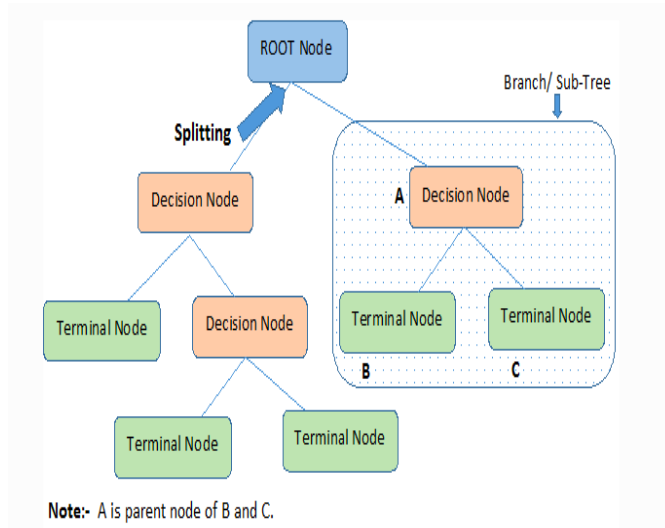 ROOT Node
Branch/ Sub-Tree
Splitting
Decision Node
A
Decision Node
Terminal Node
Decision Node
Terminal Node
Terminal Node
B
C
Terminal Node
Terminal Node
Note:- A is parent node of B and C.